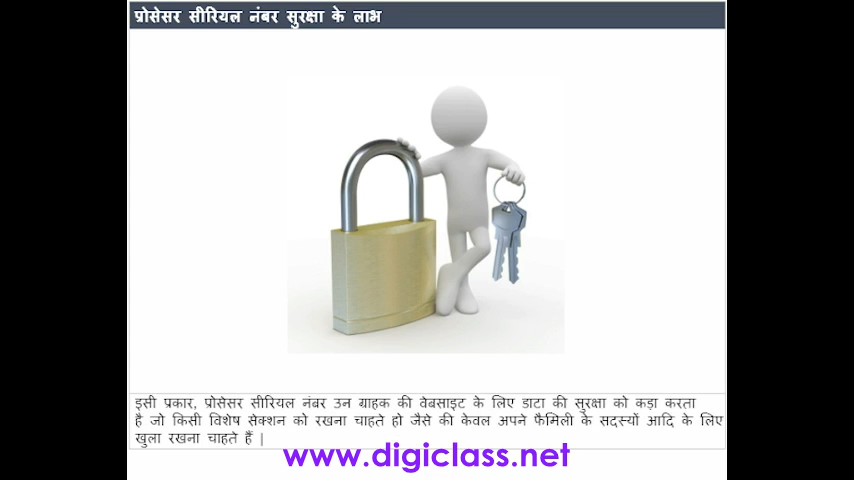 प्रोसेसर सीरियल नंबर सुरक्षा के लाभ
इसी प्रकार, प्रोसेसर सीरियल नंबर उन ग्राहक की वेबसाइट के लिए डाटा की सुरक्षा को कड़ा करता
है जो किसी विशेष सेक्शन को रखना चाहते हो जैसे की केवल अपने फैमिली के सदस्यों आदि के लिए
खुला रखना चाहते हैं |
www.digiclass.net